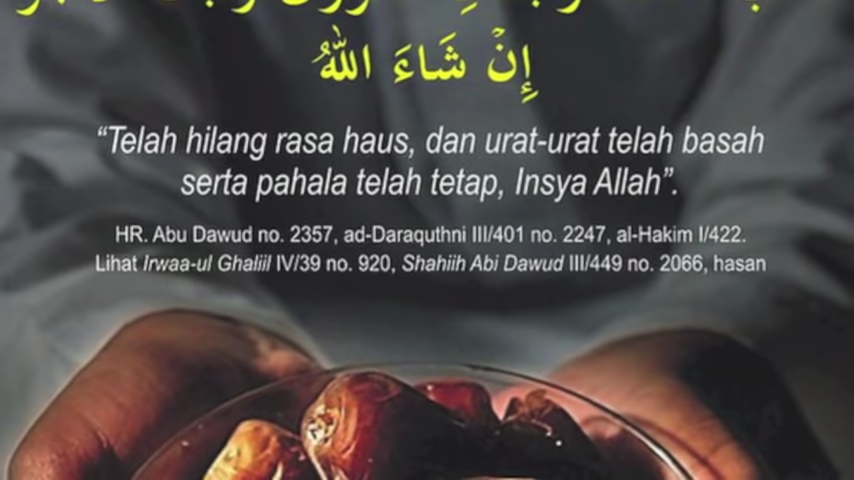 إِنْ شَاءَ اللهُ
“Telah hilang rasa haus, dan urat-urat telah basah
serta pahala telah tetap, Insya Allah”.
HR. Abu Dawud no. 2357, ad-Daraquthni III/401 no. 2247, al-Hakim I/422.
Lihat Irwaa-ul Ghaliil IV/39 no. 920, Shahiih Abi Dawud III/449 no. 2066, hasan